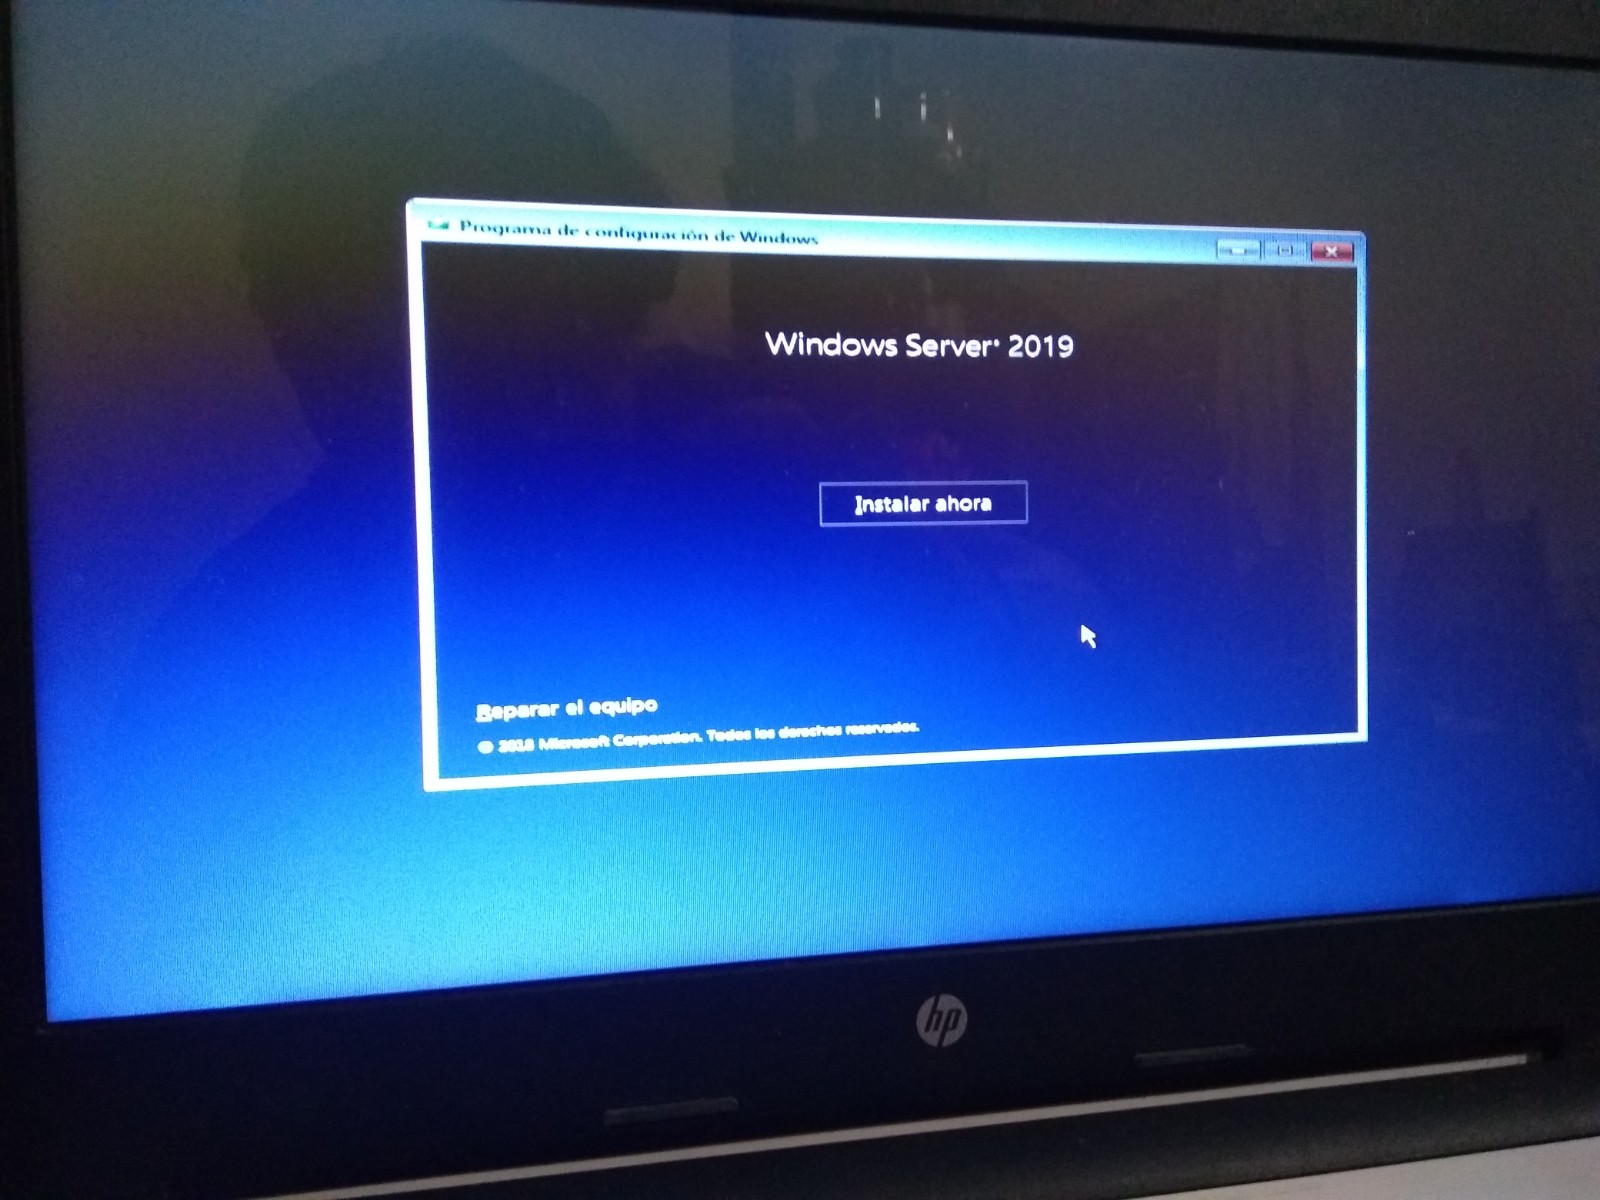 Programa de configuración de Windows
Windows Server® 2019
Instalar ahora
Reparar el equipo
© 2018 Microsoft Corporation. Todos los derechos reservados.
hp